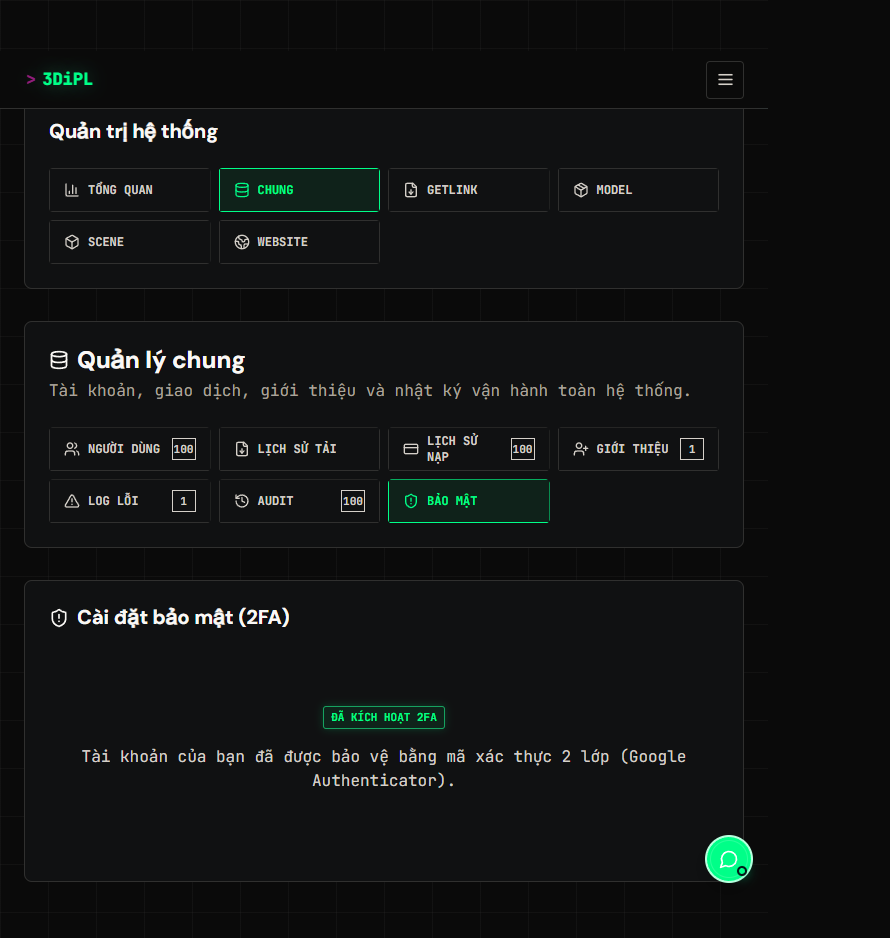 > 3DiPL
Quản trị hệ thống
TỔNG QUAN
CHUNG
GETLINK
MODEL
SCENE
WEBSITE
Quản lý chung
Tài khoản, giao dịch, giới thiệu và nhật ký vận hành toàn hệ thống.
NGƯỜI DÙNG 100
LỊCH SỬ TẢI
LỊCH SỬ
NẠP 100
GIỚI THIỆU 1
LOG LỖI 1
AUDIT 100
BẢO MẬT
Cài đặt bảo mật (2FA)
ĐÃ KÍCH HOẠT 2FA
Tài khoản của bạn đã được bảo vệ bằng mã xác thực 2 lớp (Google
Authenticator).